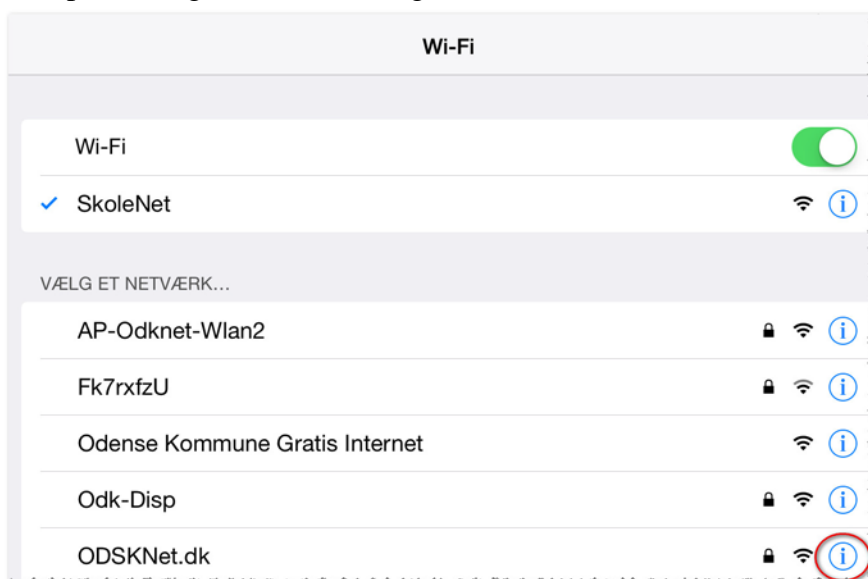 Wi-Fi
Wi-Fi
SkoleNet
VÆLG ET NETVÆRK...
AP-Odknet-Wlan2
Fk7rxfzU
Odense Kommune Gratis Internet
Odk-Disp
ODSKNet.dk